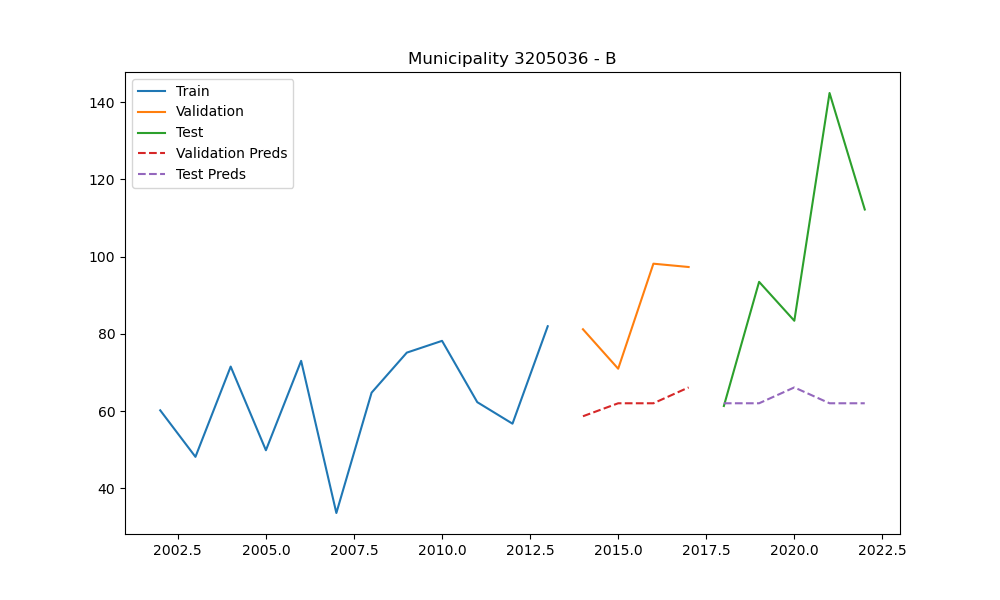 Municipality 3205036 - B
Train
Validation
Test
Validation Preds
Test Preds
140
120
100
80
60
40
2002.5 2005.0 2007.5 2010.0 2012.5 2015.0 2017.5 2020.0 2022.5